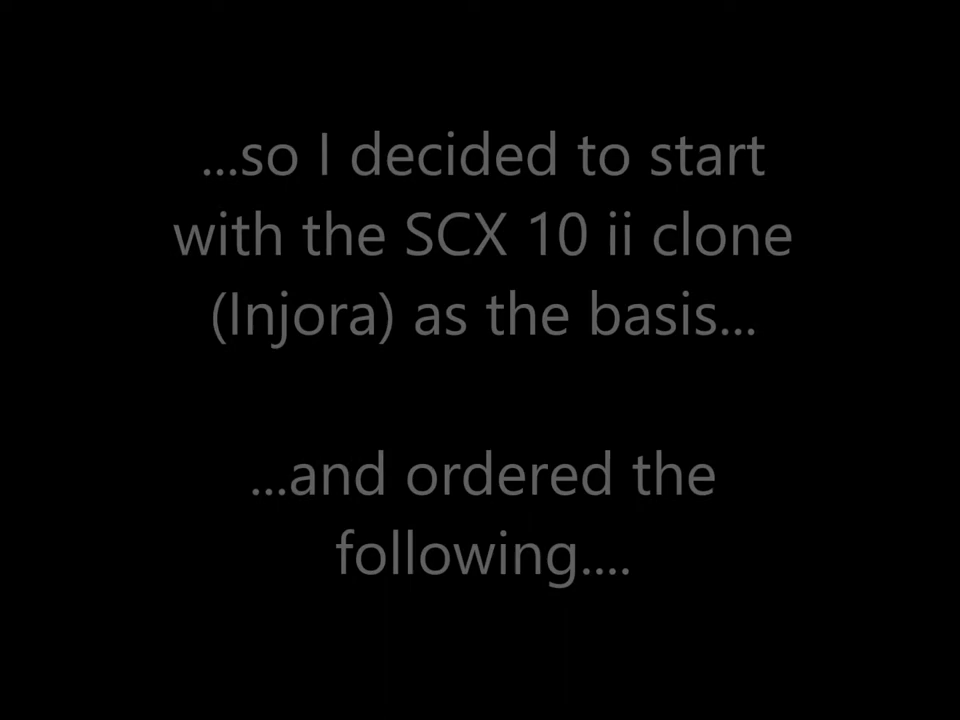 ...so I decided to start
with the SCX 10 ii clone
(Injora) as the basis...
...and ordered the
following....